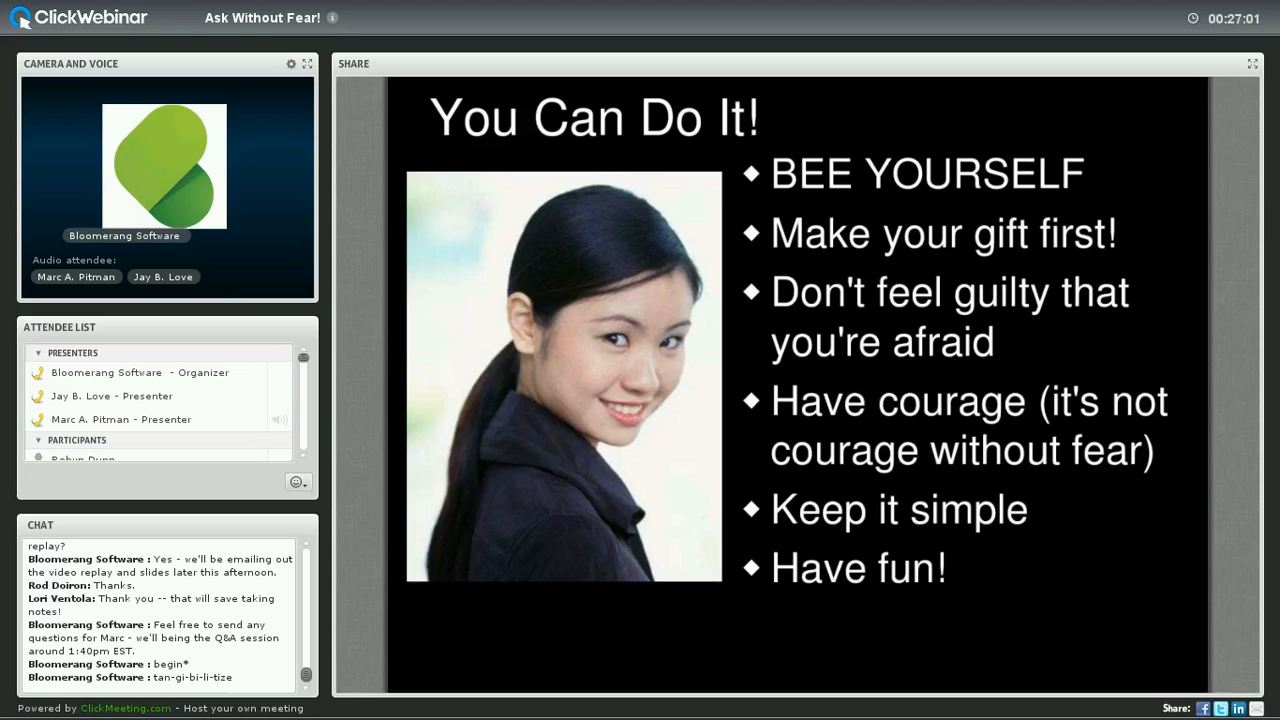 ClickWebinar
Ask Without Fear!
00:27:01
CAMERA AND VOICE
Bloomerang Software
Audio attendee:
Marc A. Pitman
Jay B. Love
ATTENDEE LIST
PRESENTERS
Bloomerang Software - Organizer
Jay B. Love - Presenter
Marc A. Pitman - Presenter
PARTICIPANTS
Robyn Dunn
CHAT
replay?
Bloomerang Software : Yes - we'll be emailing out
the video replay and slides later this afternoon.
Rod Doiron: Thanks.
Lori Ventola: Thank you -- that will save taking
notes!
Bloomerang Software : Feel free to send any
questions for Marc - we'll being the Q&A session
around 1:40pm EST.
Bloomerang Software : begin*
Bloomerang Software : tan-gi-bi-li-tize
SHARE
You Can Do It!
BEE YOURSELF
Make your gift first!
Don't feel guilty that
you're afraid
Have courage (it's not
courage without fear)
Keep it simple
Have fun!
Powered by ClickMeeting.com - Host your own meeting
Share: